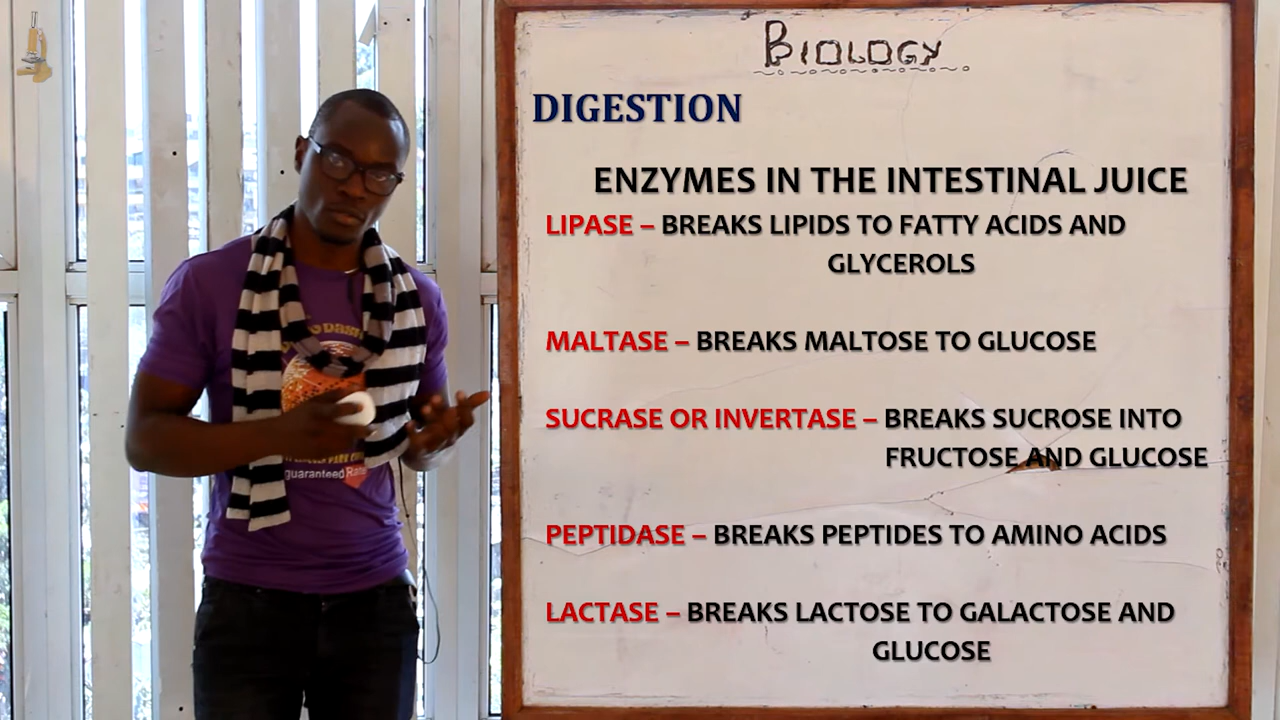 BIOLOGY
DIGESTION
ENZYMES IN THE INTESTINAL JUICE
LIPASE – BREAKS LIPIDS TO FATTY ACIDS AND
GLYCEROLS
MALTASE – BREAKS MALTOSE TO GLUCOSE
SUCRASE OR INVERTASE – BREAKS SUCROSE INTO
FRUCTOSE AND GLUCOSE
PEPTIDASE – BREAKS PEPTIDES TO AMINO ACIDS
LACTASE – BREAKS LACTOSE TO GALACTOSE AND
GLUCOSE
guaranteed